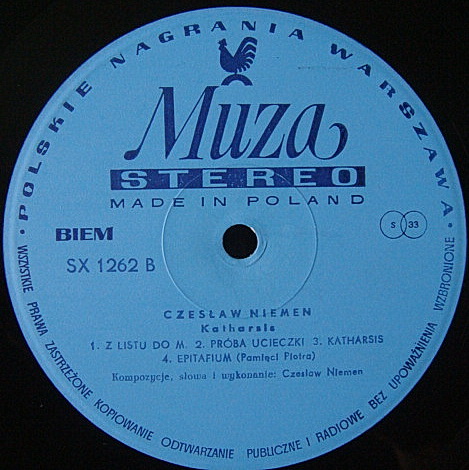 • POLSKIE NAGRANIA WARSZAWA •
Muza
STEREO
MADE IN POLAND
BIEM
S 33
SX 1262 B
CZESŁAW NIEMEN
Katharsis
1. Z LISTU DO M. 2. PRÓBA UCIECZKI 3. KATHARSIS
4. EPITAFIUM (Pamięci Piotra)
Kompozycje, słowa i wykonanie: Czesław Niemen
WSZYSTKIE PRAWA ZASTRZEŻONE KOPIOWANIE ODTWARZANIE PUBLICZNE I RADIOWE BEZ UPOWAŻNIENIA WZBRONIONE